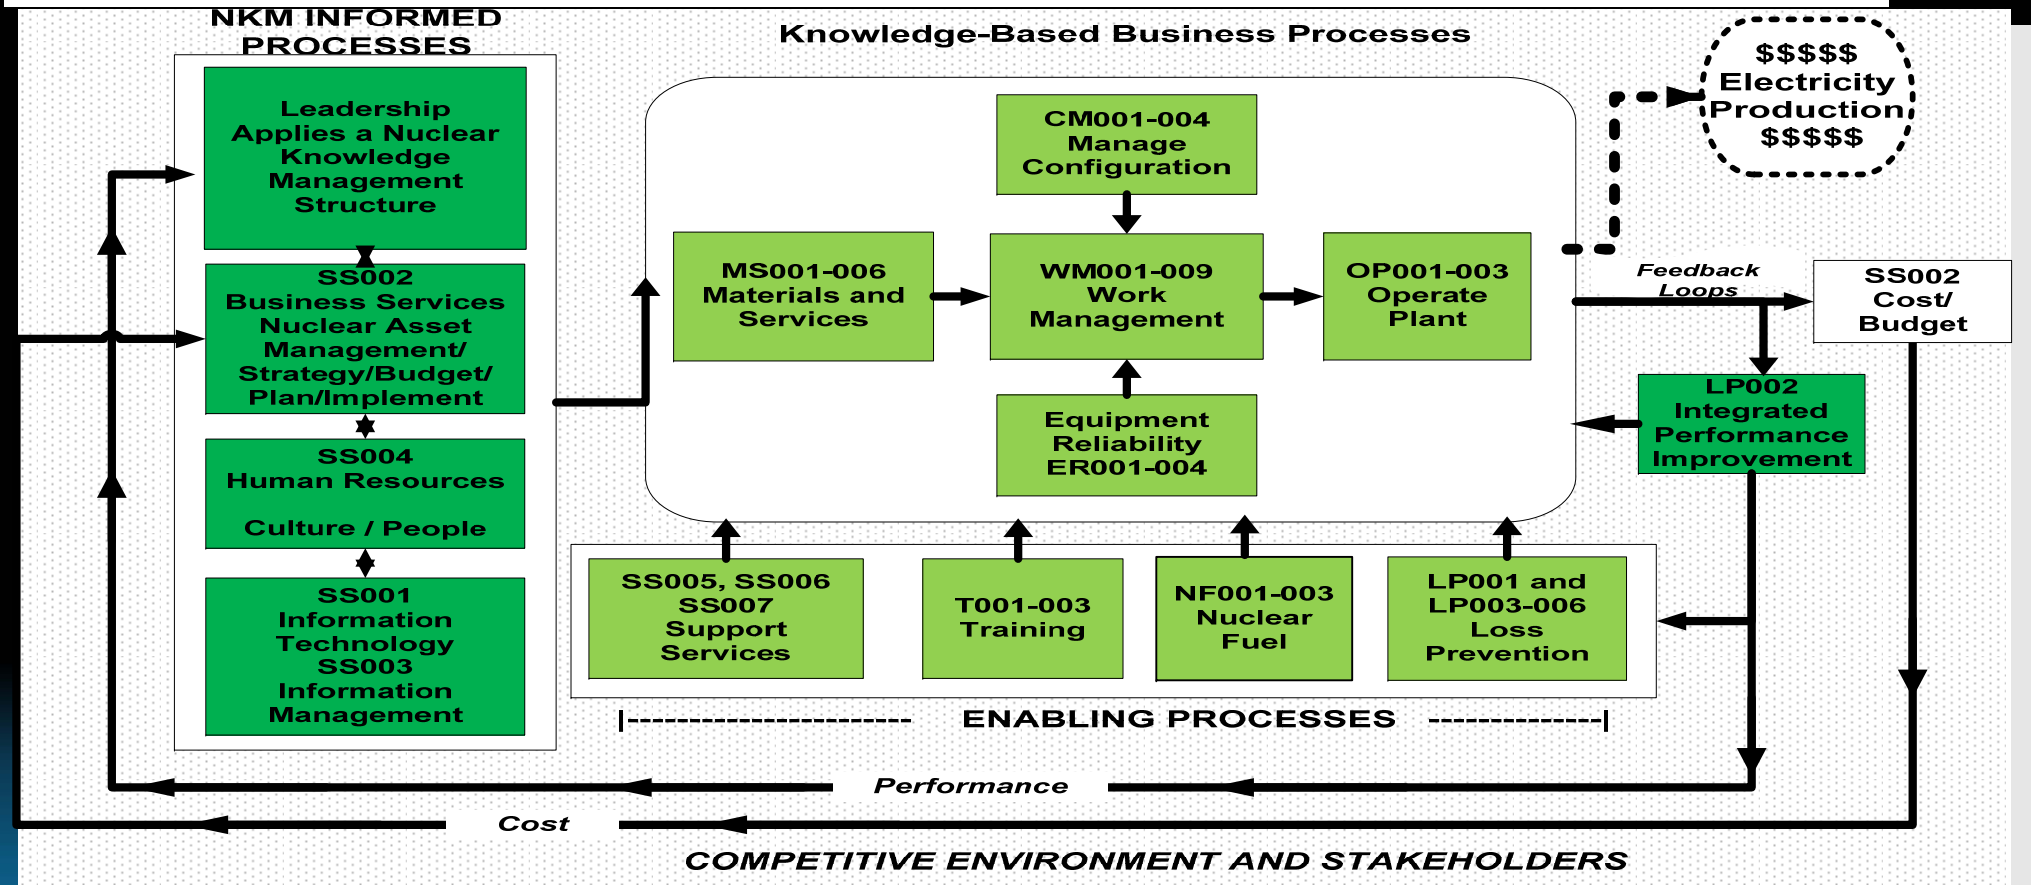 NKM INFORMED
PROCESSES
Knowledge-Based Business Processes
$$$$$
Electricity
Production
$$$$$
Leadership
Applies a Nuclear
Knowledge
Management
Structure
SS002
Business Services
Nuclear Asset
Management/
Strategy/Budget/
Plan/Implement
SS004
Human Resources
Culture / People
SS001
Information
Technology
SS003
Information
Management
CM001-004
Manage
Configuration
MS001-006
Materials and
Services
WM001-009
Work
Management
OP001-003
Operate
Plant
Equipment
Reliability
ER001-004
Feedback
Loops
SS002
Cost/
Budget
LP002
Integrated
Performance
Improvement
SS005, SS006
SS007
Support
Services
T001-003
Training
NF001-003
Nuclear
Fuel
LP001 and
LP003-006
Loss
Prevention
ENABLING PROCESSES
Performance
Cost
COMPETITIVE ENVIRONMENT AND STAKEHOLDERS